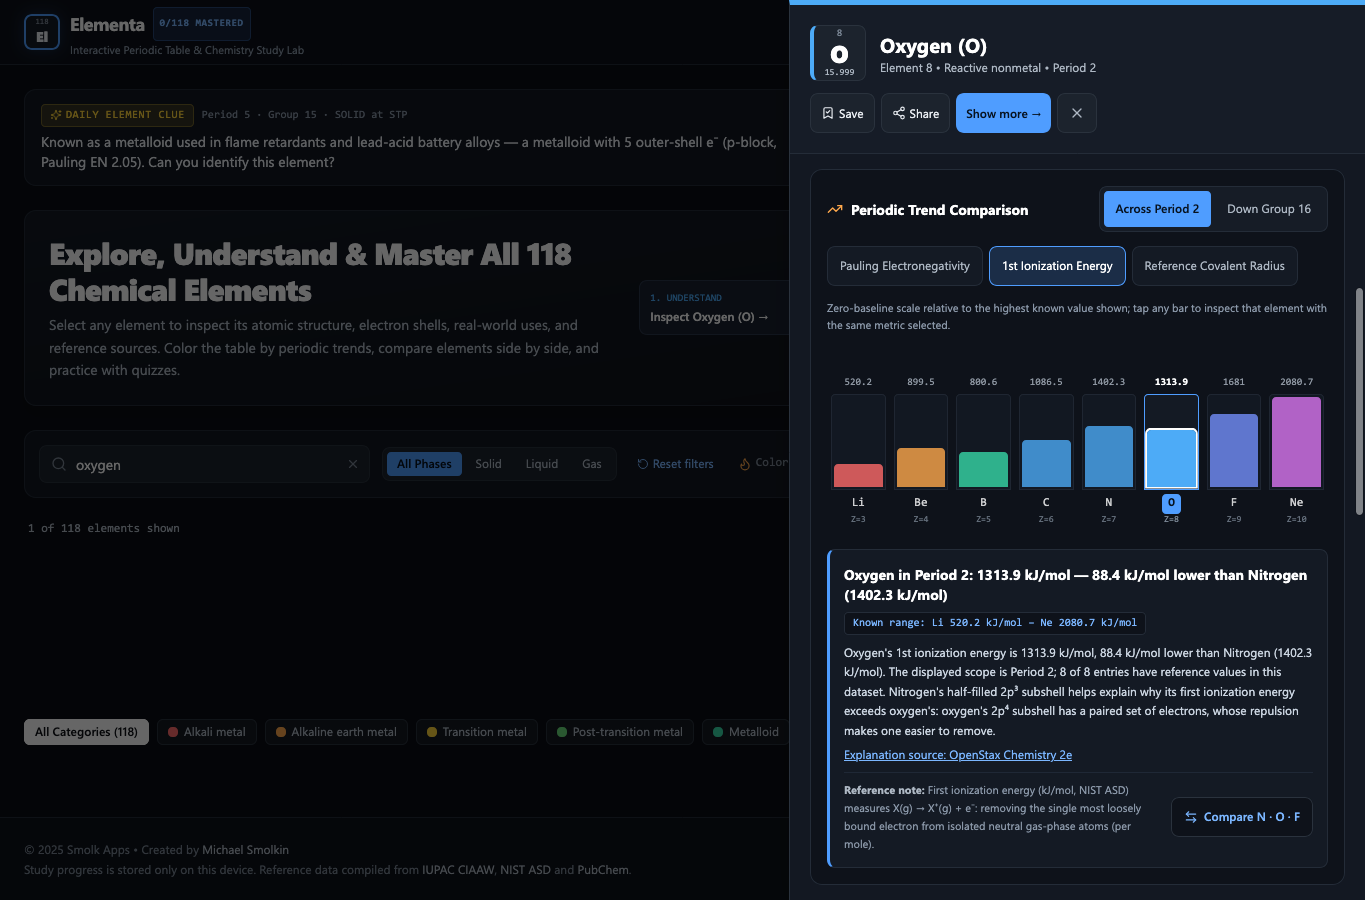 118
El
Elementa
0/118 MASTERED
Interactive Periodic Table & Chemistry Study Lab
DAILY ELEMENT CLUE
Period 5 · Group 15 · SOLID at STP
Known as a metalloid used in flame retardants and lead-acid battery alloys — a metalloid with 5 outer-shell e⁻ (p-block,
Pauling EN 2.05). Can you identify this element?
Explore, Understand & Master All 118
Chemical Elements
Select any element to inspect its atomic structure, electron shells, real-world uses, and
reference sources. Color the table by periodic trends, compare elements side by side, and
practice with quizzes.
1. UNDERSTAND
Inspect Oxygen (O) →
oxygen
All Phases
Solid
Liquid
Gas
Reset filters
Color
1 of 118 elements shown
All Categories (118)
Alkali metal
Alkaline earth metal
Transition metal
Post-transition metal
Metalloid
© 2025 Smolk Apps • Created by Michael Smolkin
Study progress is stored only on this device. Reference data compiled from IUPAC CIAAW, NIST ASD and PubChem.
8
O
15.999
Oxygen (O)
Element 8 • Reactive nonmetal • Period 2
Save
Share
Show more →
Periodic Trend Comparison
Across Period 2
Down Group 16
Pauling Electronegativity
1st Ionization Energy
Reference Covalent Radius
Zero-baseline scale relative to the highest known value shown; tap any bar to inspect that element with
the same metric selected.
520.2 899.5 800.6 1086.5 1402.3 1313.9 1681 2080.7
Li Be B C N O F Ne
Z=3 Z=4 Z=5 Z=6 Z=7 Z=8 Z=9 Z=10
Oxygen in Period 2: 1313.9 kJ/mol — 88.4 kJ/mol lower than Nitrogen
(1402.3 kJ/mol)
Known range: Li 520.2 kJ/mol – Ne 2080.7 kJ/mol
Oxygen's 1st ionization energy is 1313.9 kJ/mol, 88.4 kJ/mol lower than Nitrogen (1402.3
kJ/mol). The displayed scope is Period 2; 8 of 8 entries have reference values in this
dataset. Nitrogen's half-filled 2p³ subshell helps explain why its first ionization energy
exceeds oxygen's: oxygen's 2p⁴ subshell has a paired set of electrons, whose repulsion
makes one easier to remove.
Explanation source: OpenStax Chemistry 2e
Reference note: First ionization energy (kJ/mol, NIST ASD)
measures X(g) → X⁺(g) + e⁻: removing the single most loosely
bound electron from isolated neutral gas-phase atoms (per
mole).
Compare N · O · F